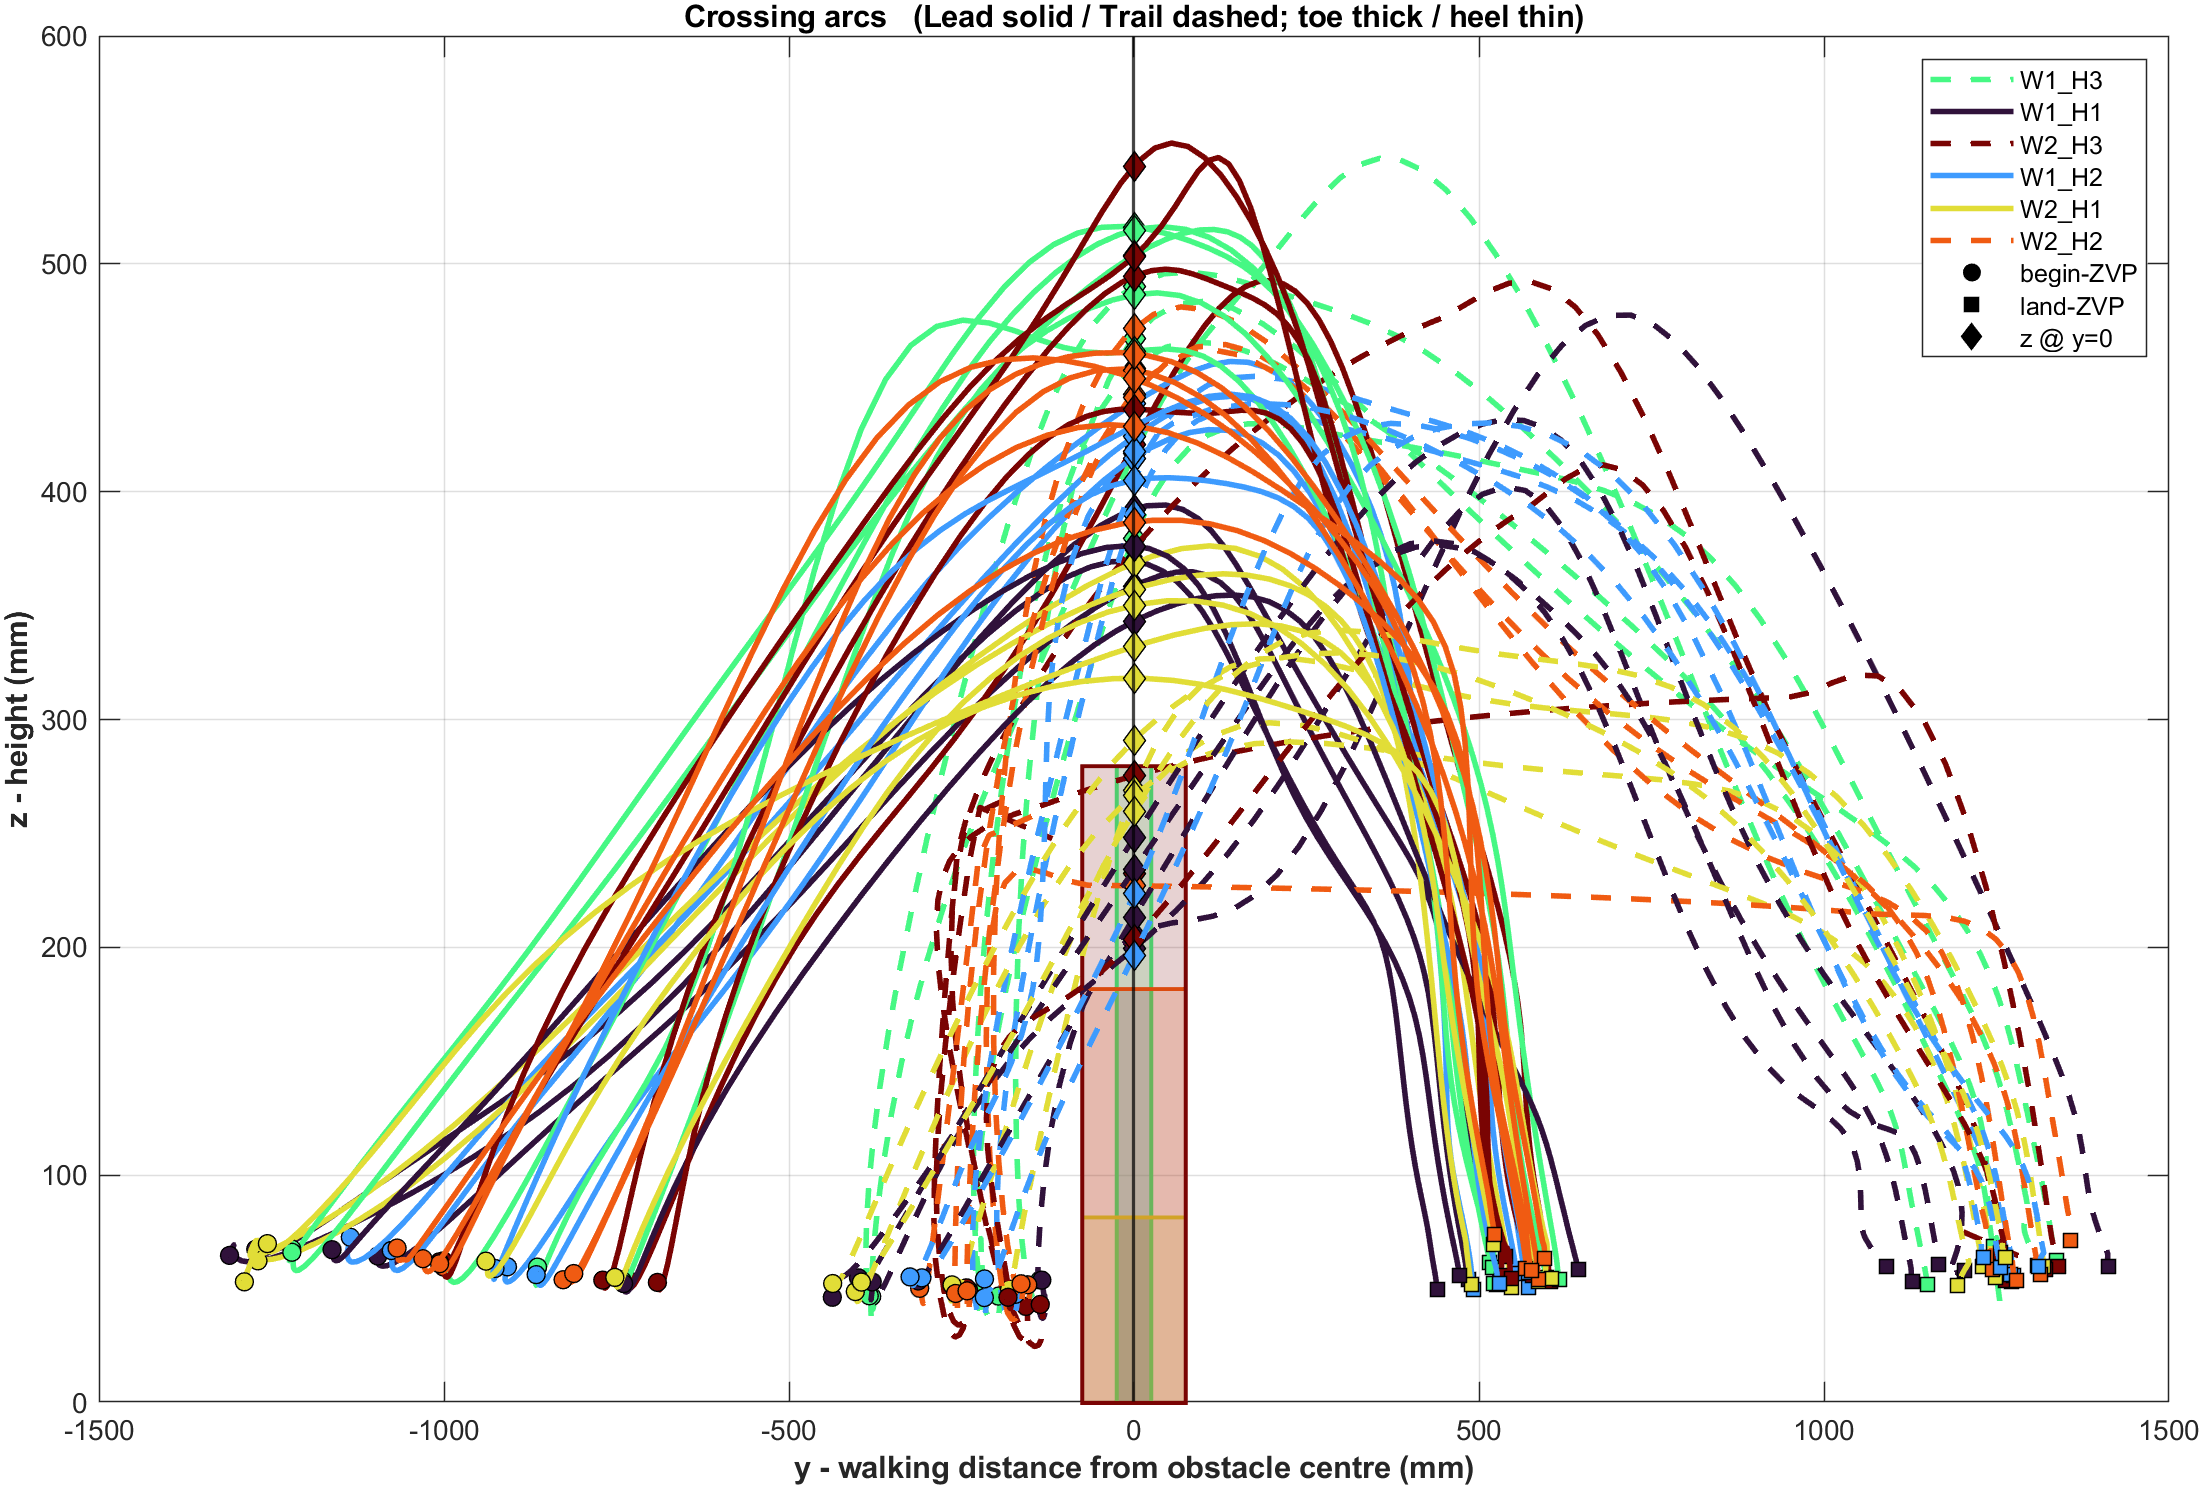 Crossing arcs (Lead solid / Trail dashed; toe thick / heel thin)
600
500
400
300
200
100
0
z - height (mm)
W1_H3
W1_H1
W2_H3
W1_H2
W2_H1
W2_H2
begin-ZVP
land-ZVP
z @ y=0
-1500
-1000
-500
0
500
1000
1500
y - walking distance from obstacle centre (mm)